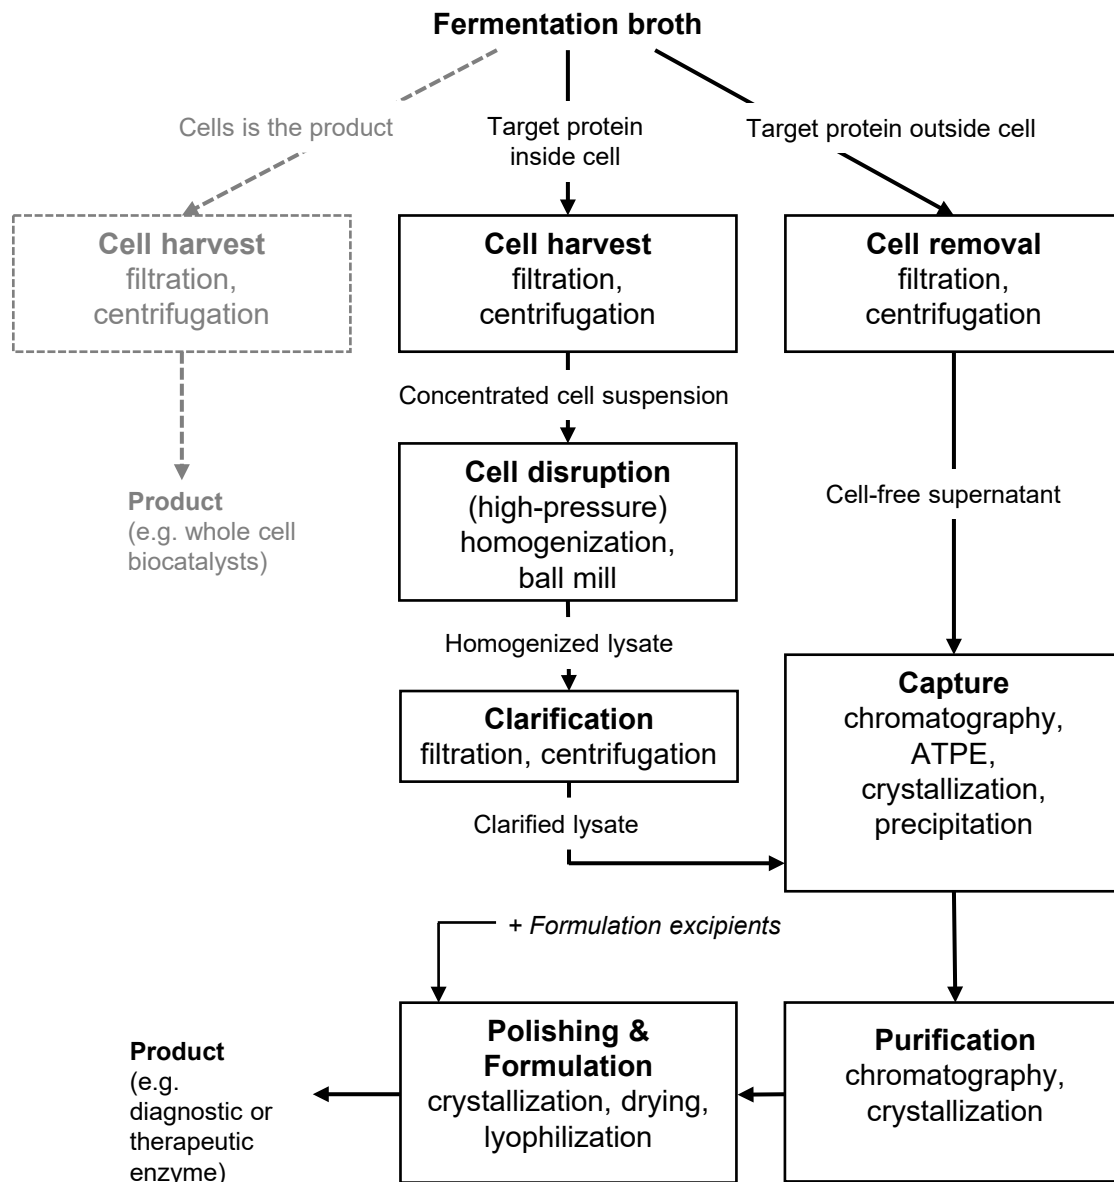 Fermentation broth
Cells is the product
Target protein
inside cell
Target protein outside cell
Cell harvest
filtration,
centrifugation
Cell harvest
filtration,
centrifugation
Cell removal
filtration,
centrifugation
Concentrated cell suspension
Product
(e.g. whole cell
biocatalysts)
Cell disruption
(high-pressure)
homogenization,
ball mill
Cell-free supernatant
Homogenized lysate
Clarification
filtration, centrifugation
Clarified lysate
Capture
chromatography,
ATPE,
crystallization,
precipitation
+ Formulation excipients
Purification
chromatography,
crystallization
Polishing &
Formulation
crystallization, drying,
lyophilization
Product
(e.g.
diagnostic or
therapeutic
enzyme)